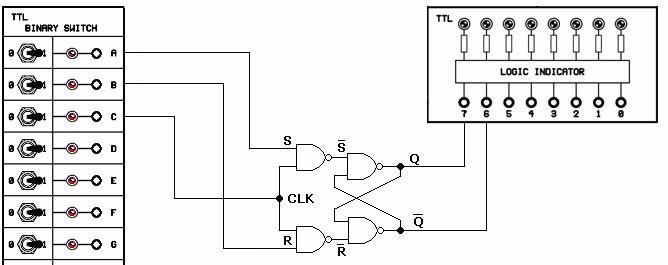 TTL
BINARY SWITCH
0 1 A
0 1 B
0 1 C
0 1 D
0 1 E
0 1 F
0 1 G
TTL
LOGIC INDICATOR
7 6 5 4 3 2 1 0
S
S̅
Q
CLK
Q̅
R
R̅